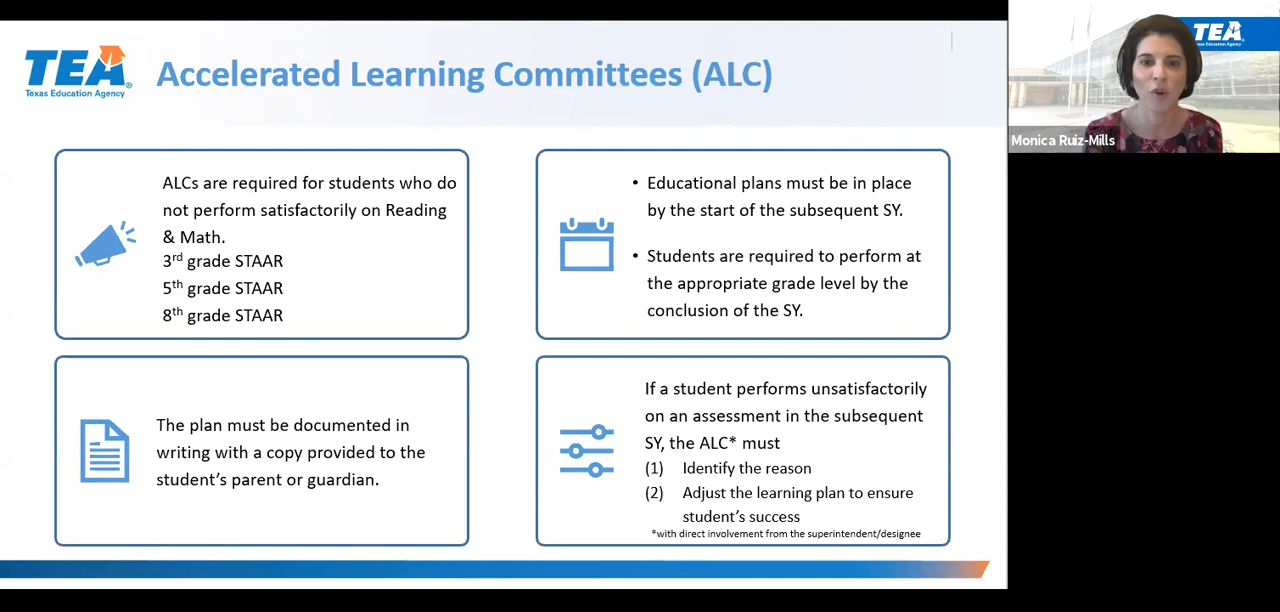 TEA
Texas Education Agency
Accelerated Learning Committees (ALC)
ALCs are required for students who do
not perform satisfactorily on Reading
& Math.
3rd grade STAAR
5th grade STAAR
8th grade STAAR
• Educational plans must be in place
by the start of the subsequent SY.
• Students are required to perform at
the appropriate grade level by the
conclusion of the SY.
The plan must be documented in
writing with a copy provided to the
student's parent or guardian.
If a student performs unsatisfactorily
on an assessment in the subsequent
SY, the ALC* must
(1) Identify the reason
(2) Adjust the learning plan to ensure
student's success
*with direct involvement from the superintendent/designee
TEA
Texas Education Agency
Monica Ruiz-Mills